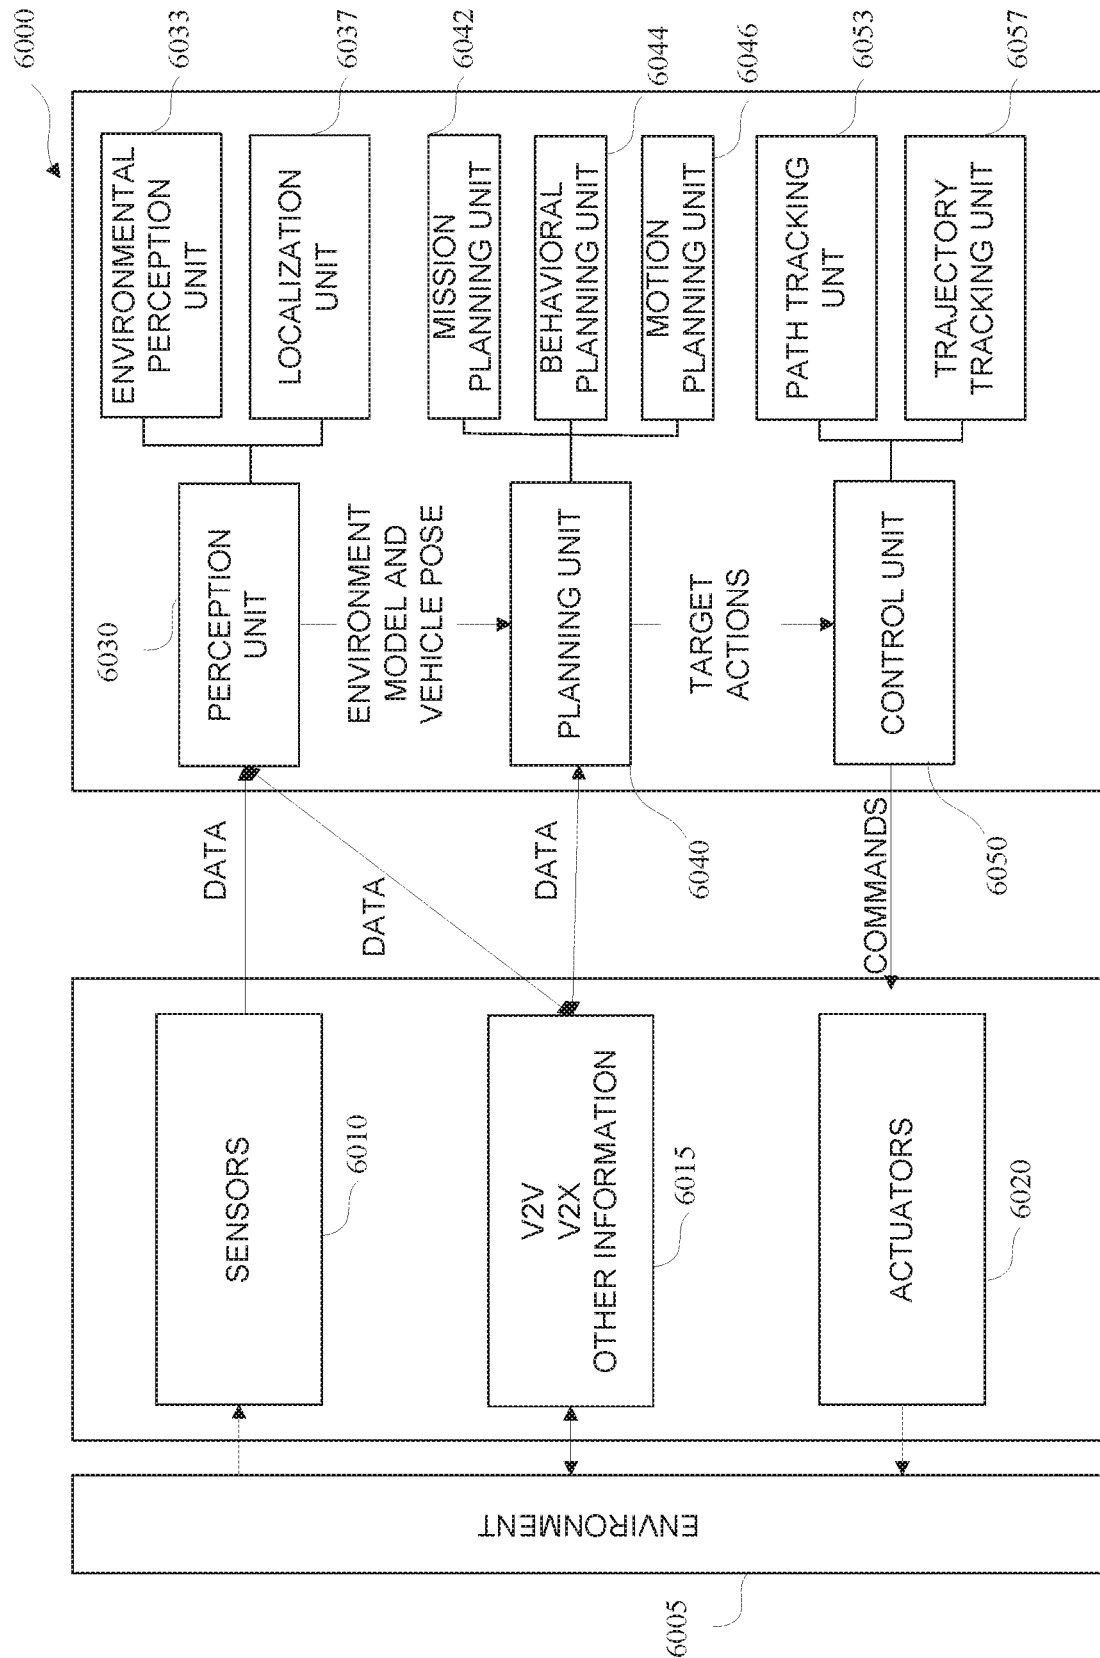 6000
ENVIRONMENT
6005
SENSORS
6010
V2V
V2X
OTHER INFORMATION
6015
ACTUATORS
6020
DATA
DATA
DATA
COMMANDS
PERCEPTION
UNIT
6030
ENVIRONMENT
MODEL AND
VEHICLE POSE
PLANNING UNIT
6040
TARGET
ACTIONS
CONTROL UNIT
6050
ENVIRONMENTAL
PERCEPTION
UNIT
6033
LOCALIZATION
UNIT
6037
MISSION
PLANNING UNIT
6042
BEHAVIORAL
PLANNING UNIT
6044
MOTION
PLANNING UNIT
6046
PATH TRACKING
UNT
6053
TRAJECTORY
TRACKING UNIT
6057